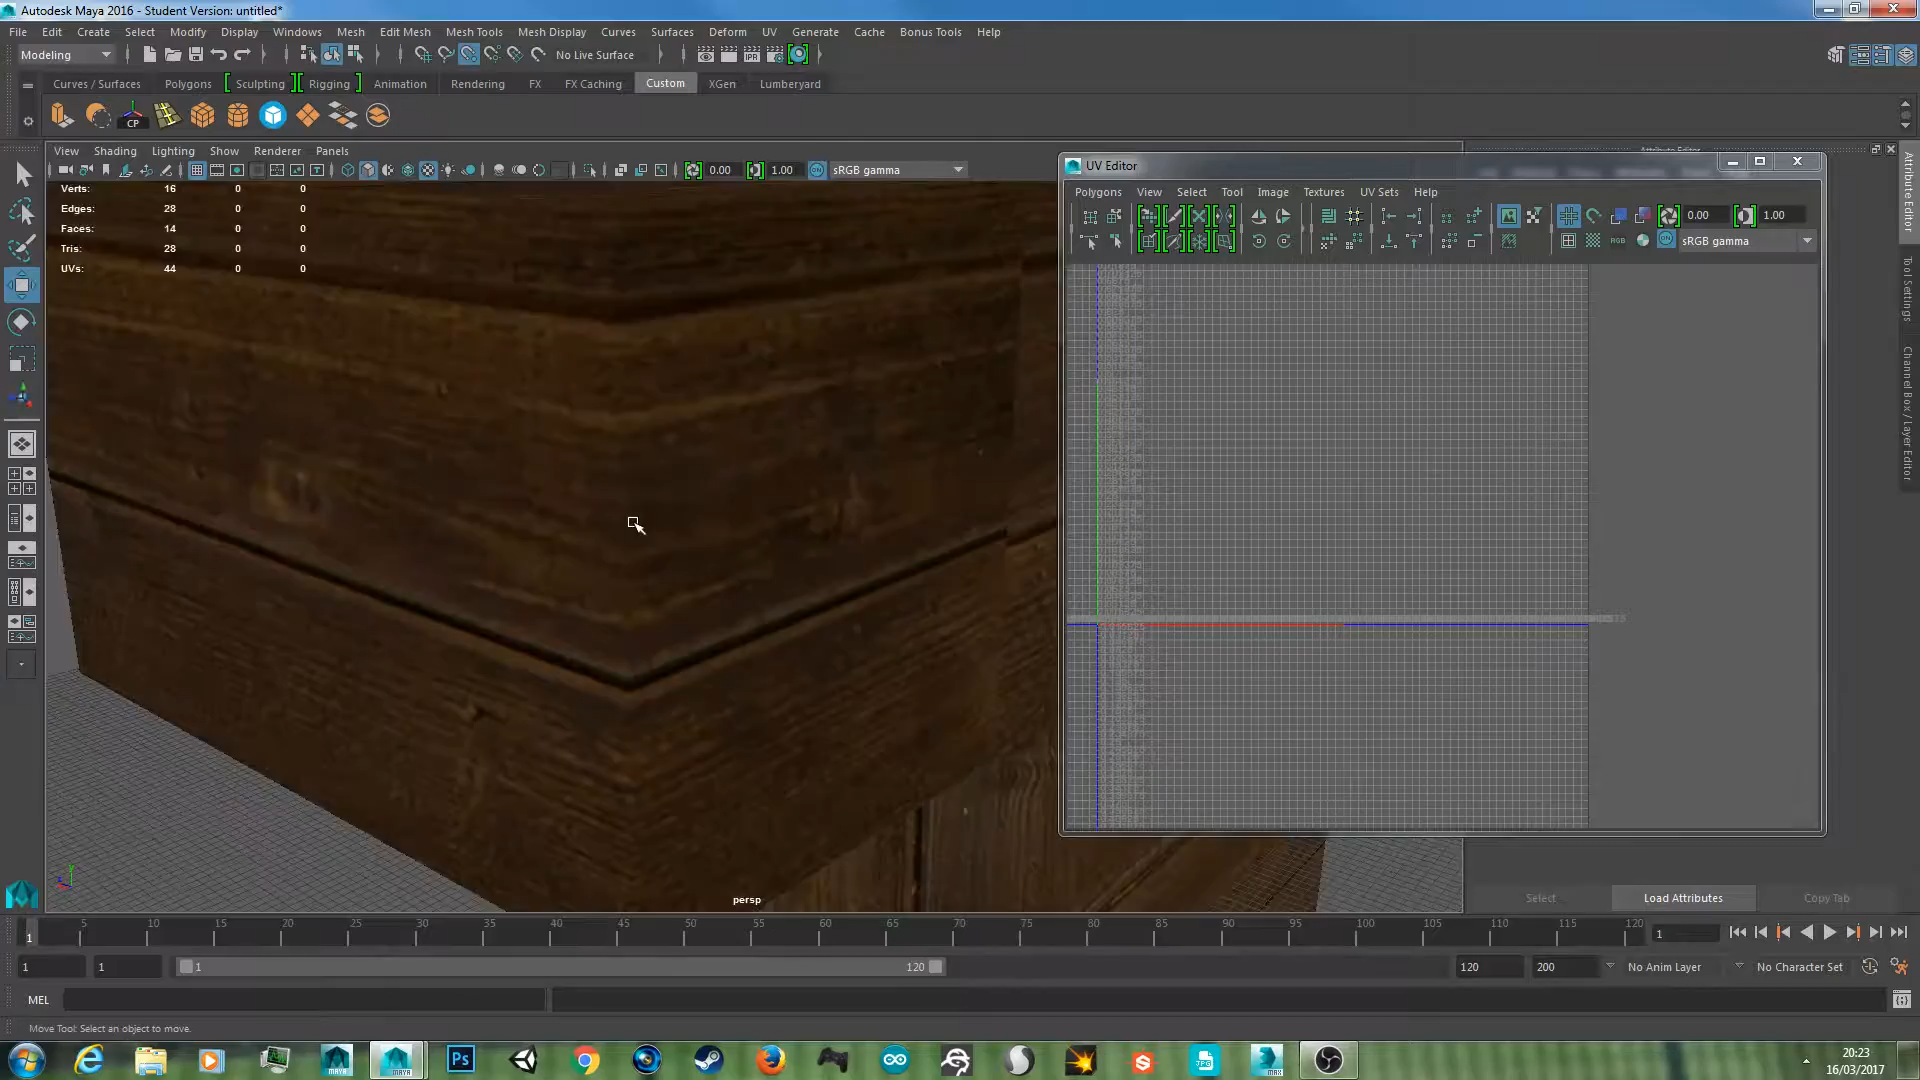 Autodesk Maya 2016 - Student Version: untitled*
File Edit Create Select Modify Display Windows Mesh Edit Mesh Mesh Tools Mesh Display Curves Surfaces Deform UV Generate Cache Bonus Tools Help
Modeling No Live Surface
Curves / Surfaces Polygons Sculpting Rigging Animation Rendering FX FX Caching Custom XGen Lumberyard
CP
View Shading Lighting Show Renderer Panels
0.00 1.00 sRGB gamma
Verts: 16 0 0
Edges: 28 0 0
Faces: 14 0 0
Tris: 28 0 0
UVs: 44 0 0
persp
UV Editor
Polygons View Select Tool Image Textures UV Sets Help
0.00 1.00
RGB sRGB gamma
Attribute Editor
Tool Settings
Channel Box / Layer Editor
Select Load Attributes Copy Tab
5 10 15 20 25 30 35 40 45 50 55 60 65 70 75 80 85 90 95 100 105 110 115 120
1 1
1 1 1 120 120 200 No Anim Layer No Character Set
MEL
Move Tool: Select an object to move.
MAYA MAYA Ps JPG MAX
20:23
16/03/2017